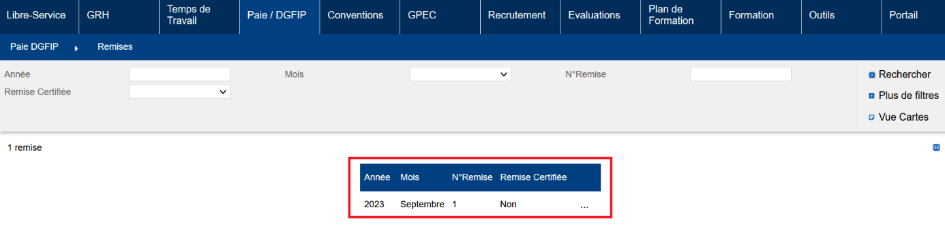 Libre-Service GRH Temps de Travail Paie / DGFIP Conventions GPEC Recrutement Evaluations Plan de Formation Formation Outils Portail
Paie DGFIP Remises
Année Mois N°Remise Rechercher
Remise Certifiée Plus de filtres
Vue Cartes
1 remise
Année Mois N°Remise Remise Certifiée
2023 Septembre 1 Non ...